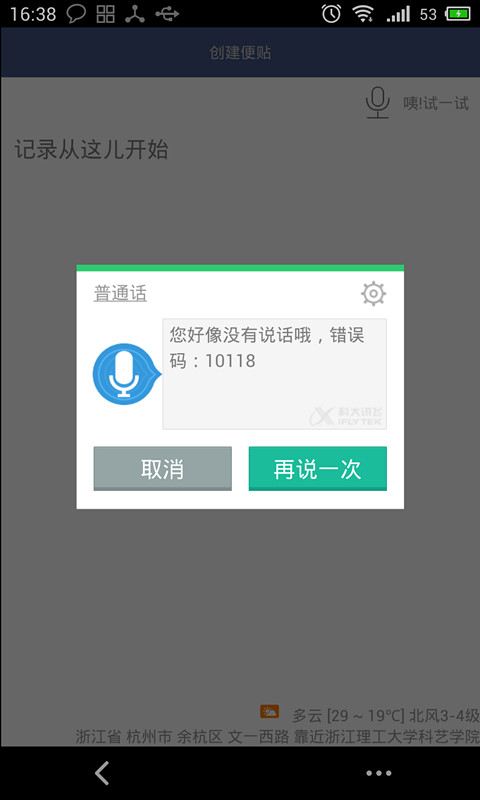 16:38
53
创建便贴
咦!试一试
记录从这儿开始
普通话
您好像没有说话哦，错误
码：10118
科大讯飞
iFLYTEK
取消
再说一次
多云 [29 ~ 19℃] 北风3-4级
浙江省 杭州市 余杭区 文一西路 靠近浙江理工大学科艺学院